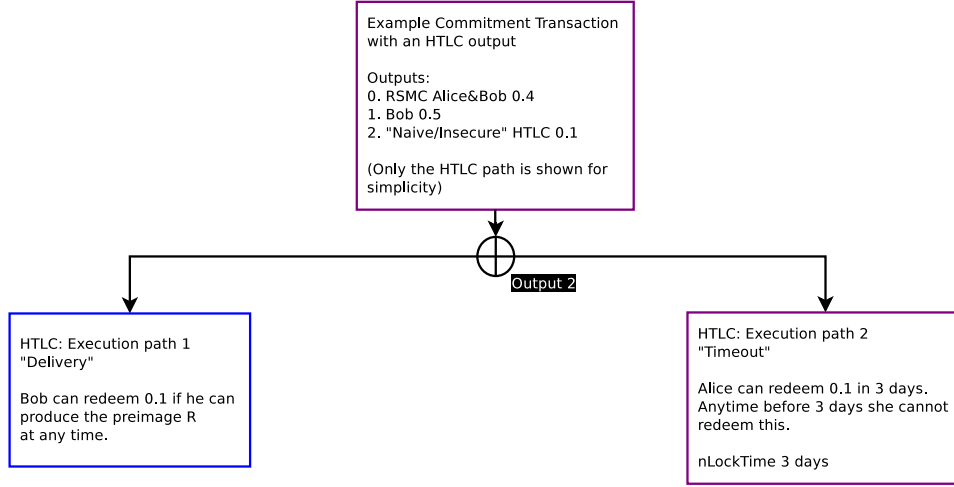 Example Commitment Transaction
with an HTLC output
Outputs:
0. RSMC Alice&Bob 0.4
1. Bob 0.5
2. "Naive/Insecure" HTLC 0.1
(Only the HTLC path is shown for
simplicity)
Output 2
HTLC: Execution path 1
"Delivery"
Bob can redeem 0.1 if he can
produce the preimage R
at any time.
HTLC: Execution path 2
"Timeout"
Alice can redeem 0.1 in 3 days.
Anytime before 3 days she cannot
redeem this.
nLockTime 3 days